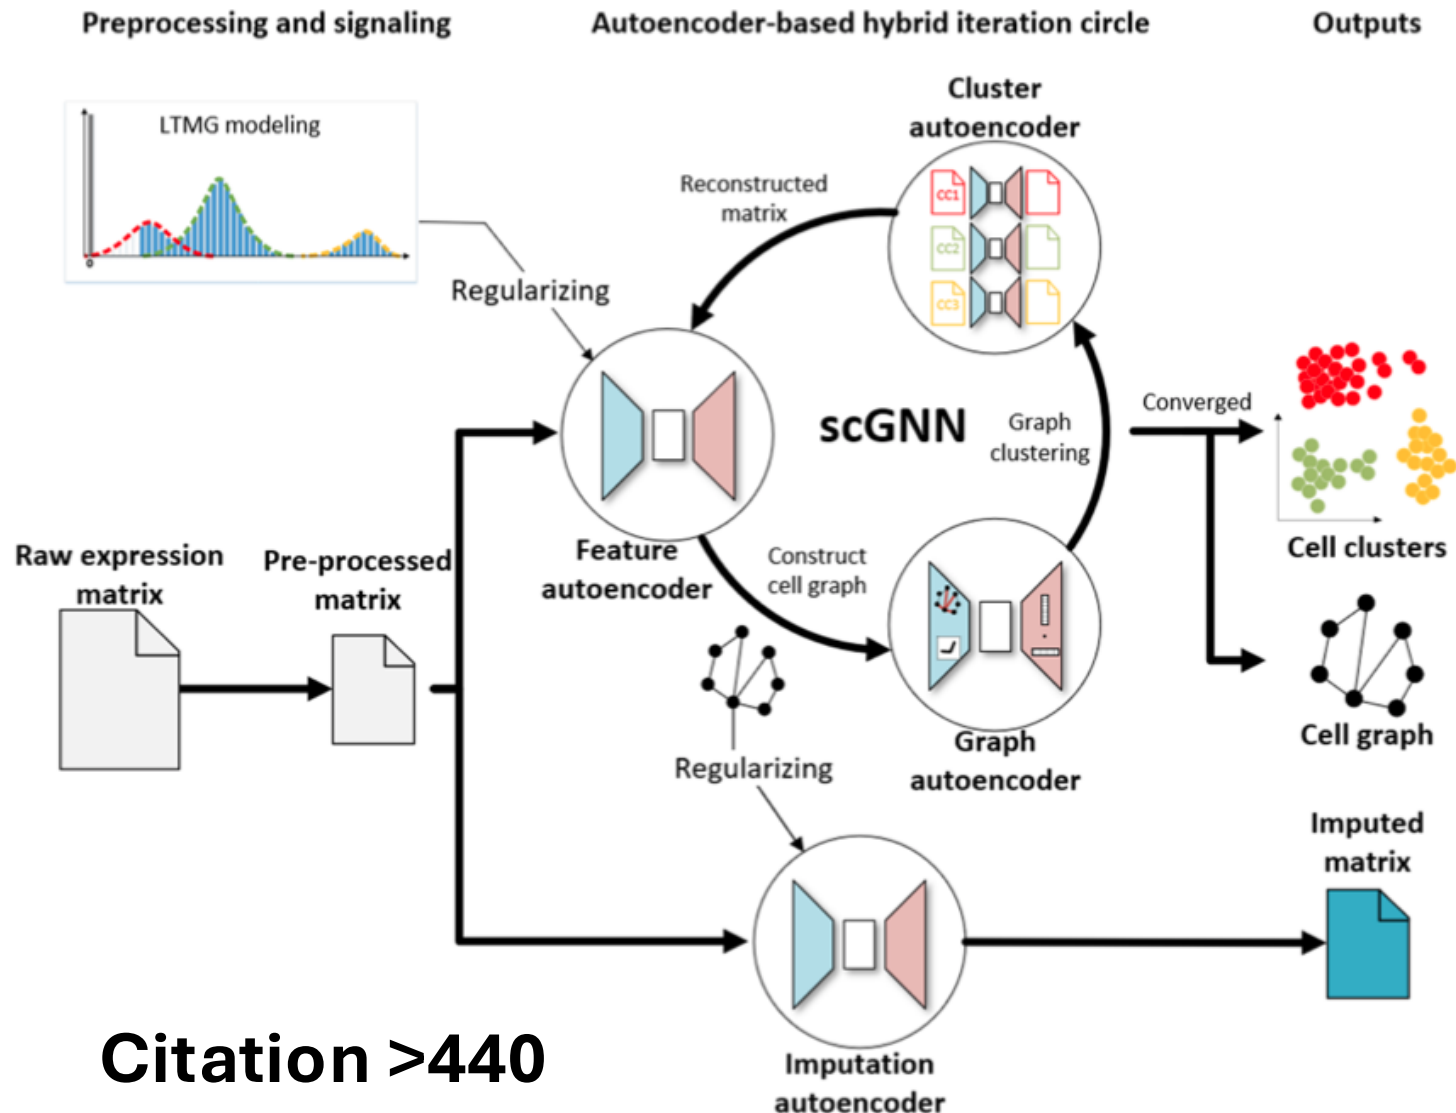 Preprocessing and signaling
Autoencoder-based hybrid iteration circle
Outputs
LTMG modeling
0
Regularizing
Cluster
autoencoder
CC1
CC2
CC3
Reconstructed
matrix
scGNN
Graph
clustering
Converged
Cell clusters
Raw expression
matrix
Pre-processed
matrix
Feature
autoencoder
Construct
cell graph
Regularizing
Graph
autoencoder
Cell graph
Imputed
matrix
Imputation
autoencoder
Citation >440